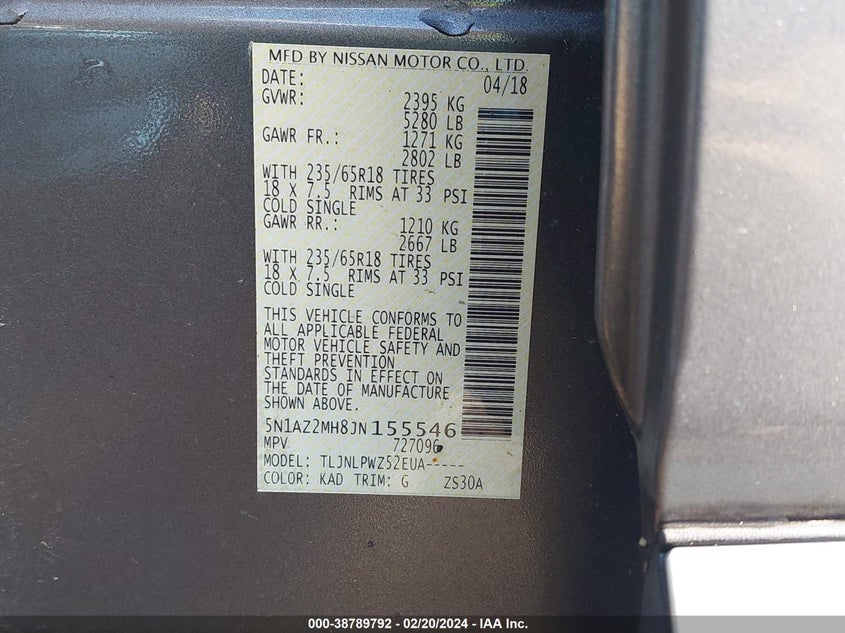 MFD BY NISSAN MOTOR CO., LTD.
DATE: 04/18
GVWR: 2395 KG
5280 LB
GAWR FR.: 1271 KG
2802 LB
WITH 235/65R18 TIRES
18 X 7.5 RIMS AT 33 PSI
COLD SINGLE
GAWR RR.: 1210 KG
2667 LB
WITH 235/65R18 TIRES
18 X 7.5 RIMS AT 33 PSI
COLD SINGLE
THIS VEHICLE CONFORMS TO
ALL APPLICABLE FEDERAL
MOTOR VEHICLE SAFETY AND
THEFT PREVENTION
STANDARDS IN EFFECT ON
THE DATE OF MANUFACTURE
SHOWN ABOVE.
5N1AZ2MH8JN155546
MPV 727096
MODEL: TLJNLPWZ52EUA-----
COLOR: KAD TRIM: G ZS30A
000-38789792 - 02/20/2024 - IAA Inc.